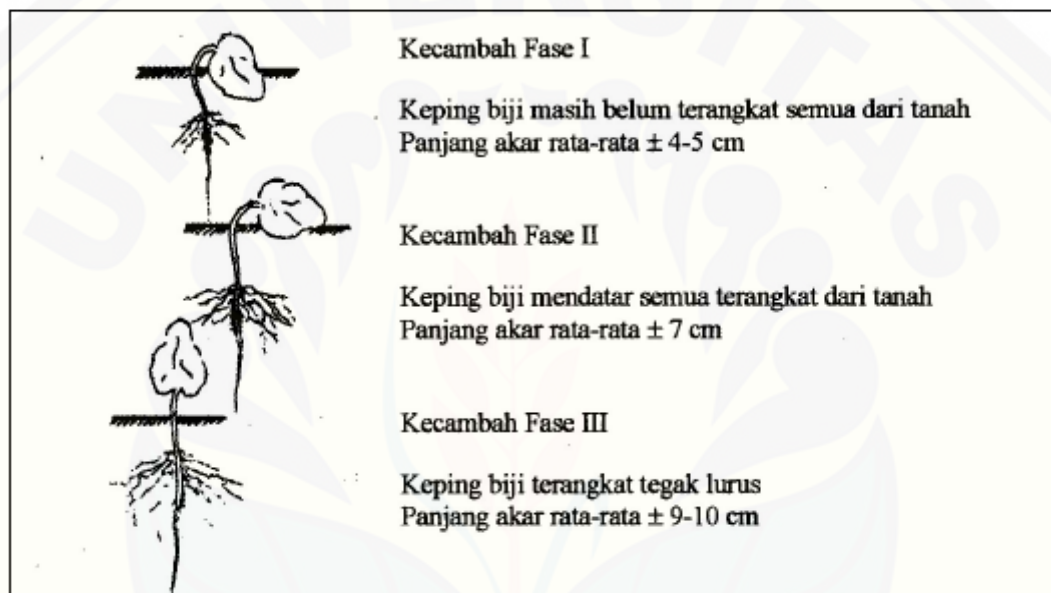 UNIVERSITAS
Kecambah Fase I
Keping biji masih belum terangkat semua dari tanah
Panjang akar rata-rata ± 4-5 cm
Kecambah Fase II
Keping biji mendatar semua terangkat dari tanah
Panjang akar rata-rata ± 7 cm
Kecambah Fase III
Keping biji terangkat tegak lurus
Panjang akar rata-rata ± 9-10 cm